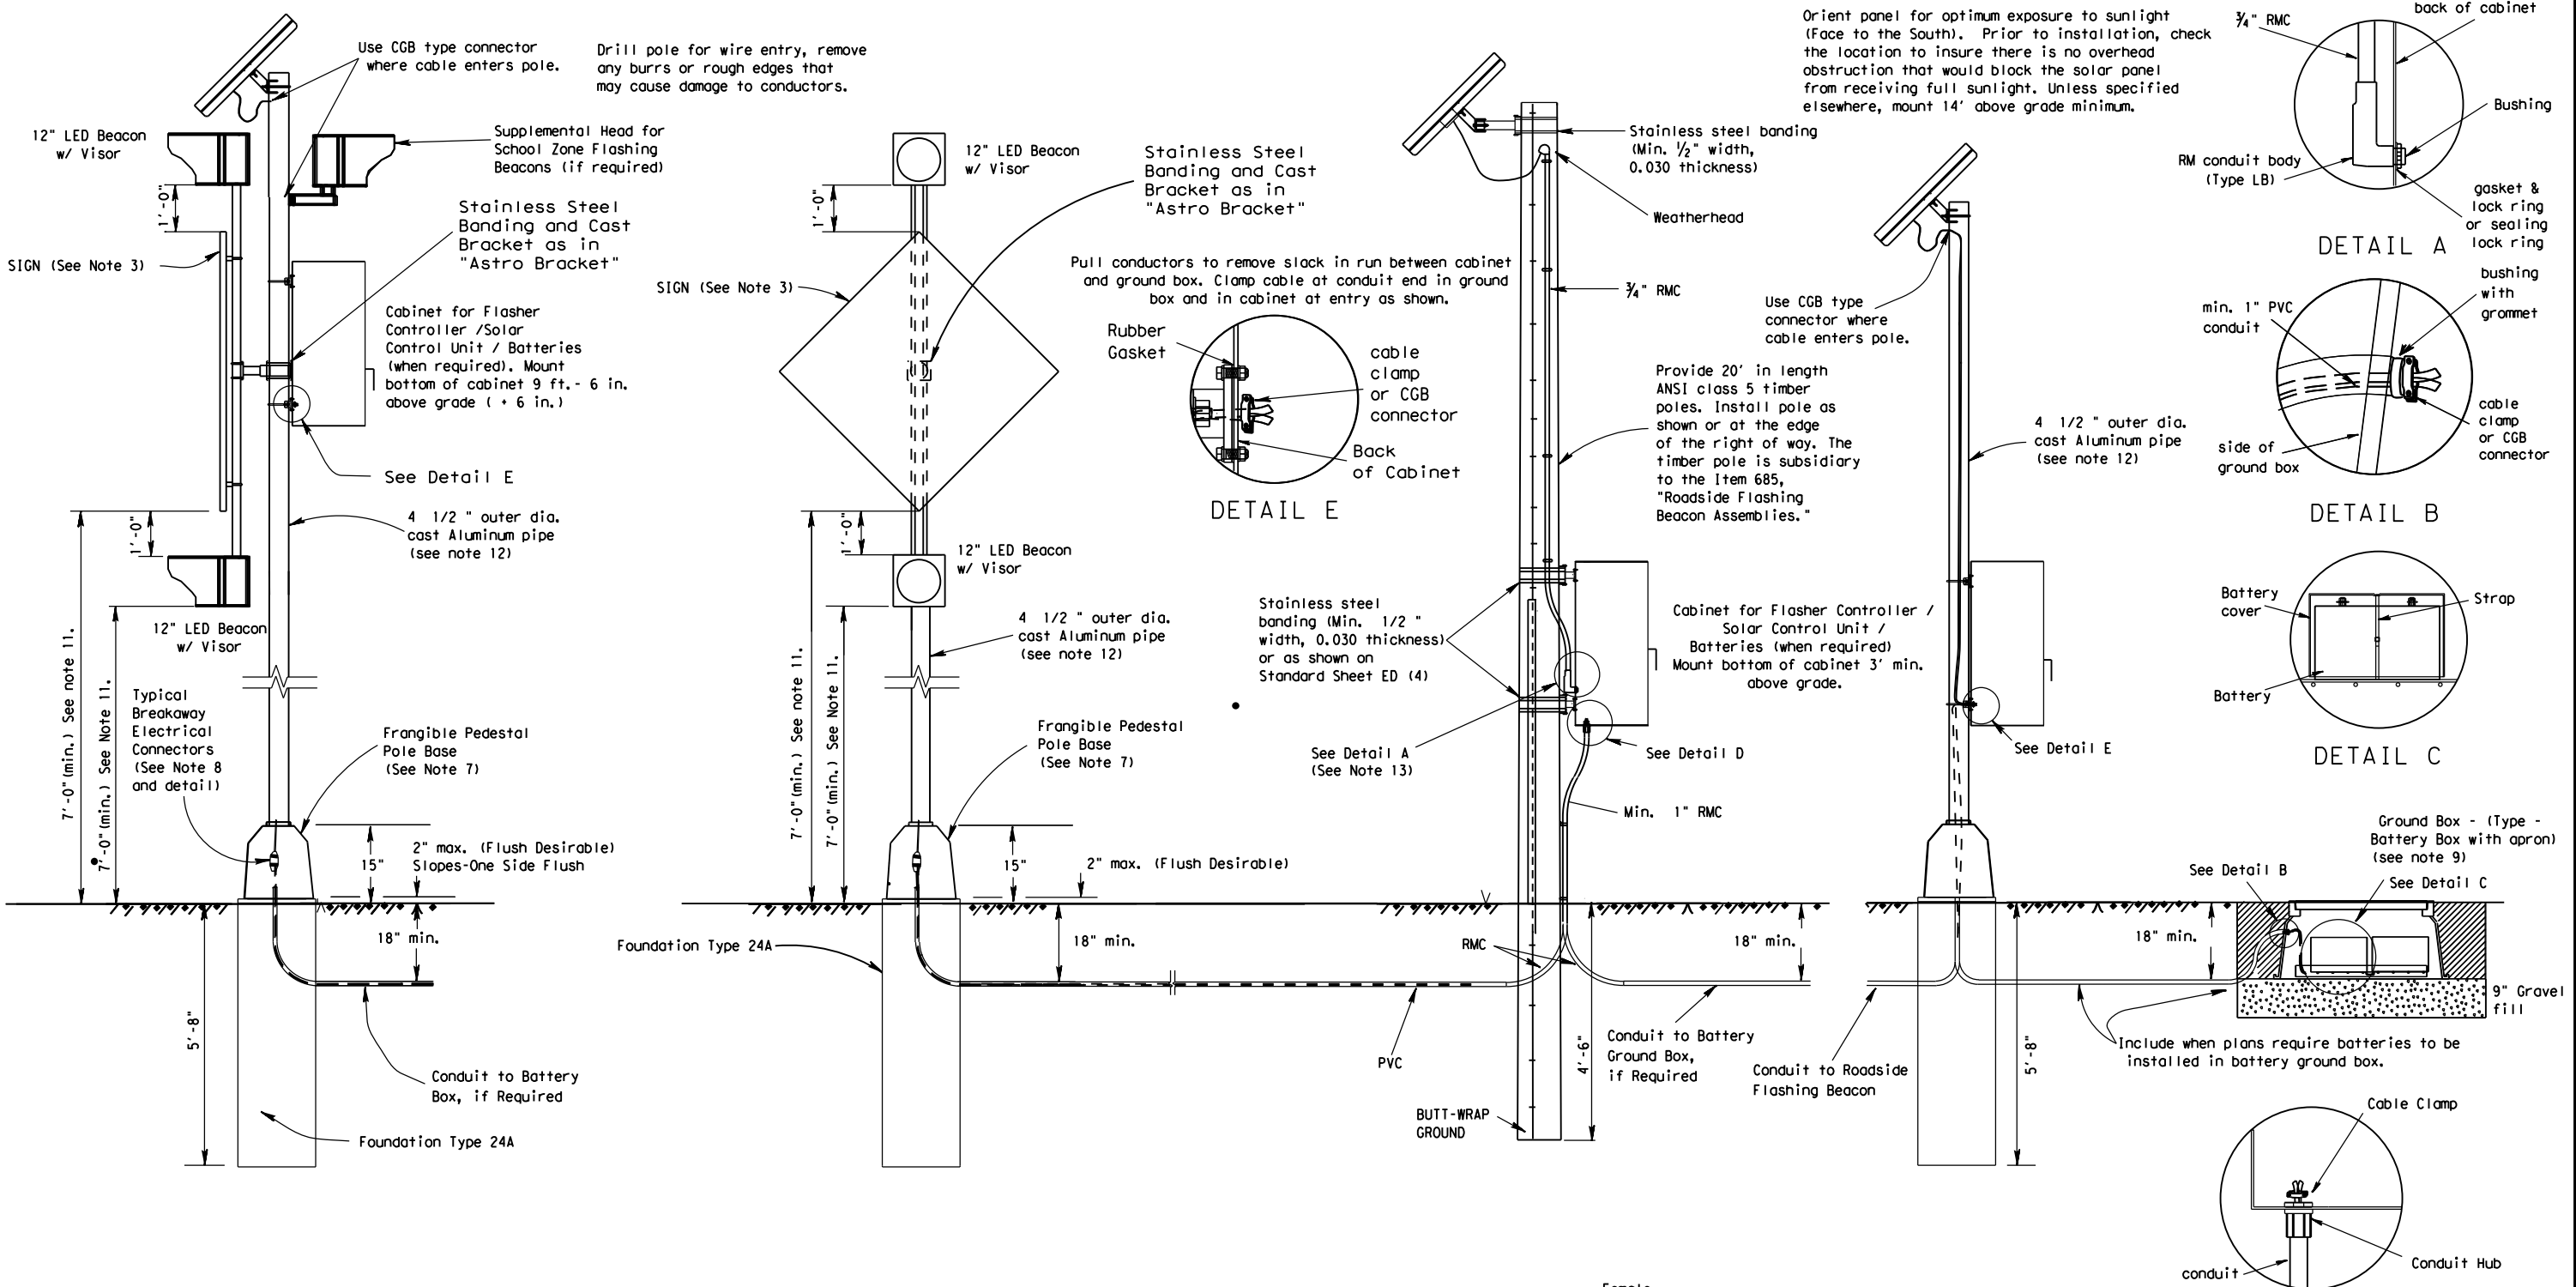 Use CGB type connector
where cable enters pole.
Drill pole for wire entry, remove
any burrs or rough edges that
may cause damage to conductors.
12" LED Beacon
w/ Visor
Supplemental Head for
School Zone Flashing
Beacons (if required)
1'-0"
Stainless Steel
Banding and Cast
Bracket as in
"Astro Bracket"
SIGN (See Note 3)
Cabinet for Flasher
Controller /Solar
Control Unit / Batteries
(when required). Mount
bottom of cabinet 9 ft.- 6 in.
above grade ( + 6 in.)
See Detail E
4 1/2 " outer dia.
cast Aluminum pipe
(see note 12)
1'-0"
12" LED Beacon
w/ Visor
7'-0"(min.) See note 11.
7'-0"(min.) See Note 11.
Typical
Breakaway
Electrical
Connectors
(See Note 8
and detail)
Frangible Pedestal
Pole Base
(See Note 7)
15"
2" max. (Flush Desirable)
Slopes-One Side Flush
18" min.
5'-8"
Conduit to Battery
Box, if Required
Foundation Type 24A
12" LED Beacon
w/ Visor
1'-0"
Stainless Steel
Banding and Cast
Bracket as in
"Astro Bracket"
SIGN (See Note 3)
Pull conductors to remove slack in run between cabinet
and ground box. Clamp cable at conduit end in ground
box and in cabinet at entry as shown.
Rubber
Gasket
cable
clamp
or CGB
connector
Back
of Cabinet
DETAIL E
1'-0"
12" LED Beacon
w/ Visor
7'-0"(min.) See note 11.
7'-0"(min.) See Note 11.
4 1/2 " outer dia.
cast Aluminum pipe
(see note 12)
Frangible Pedestal
Pole Base
(See Note 7)
15"
2" max. (Flush Desirable)
Foundation Type 24A
18" min.
PVC
Stainless steel banding
(Min. ½" width,
0.030 thickness)
Weatherhead
¾" RMC
Provide 20' in length
ANSI class 5 timber
poles. Install pole as
shown or at the edge
of the right of way. The
timber pole is subsidiary
to the Item 685,
"Roadside Flashing
Beacon Assemblies."
Stainless steel
banding (Min. 1/2 "
width, 0.030 thickness)
or as shown on
Standard Sheet ED (4)
Cabinet for Flasher Controller /
Solar Control Unit /
Batteries (when required)
Mount bottom of cabinet 3' min.
above grade.
See Detail A
(See Note 13)
See Detail D
Min. 1" RMC
RMC
18" min.
4'-6"
Conduit to Battery
Ground Box,
if Required
BUTT-WRAP
GROUND
Orient panel for optimum exposure to sunlight
(Face to the South). Prior to installation, check
the location to insure there is no overhead
obstruction that would block the solar panel
from receiving full sunlight. Unless specified
elsewhere, mount 14' above grade minimum.
Use CGB type
connector where
cable enters pole.
4 1/2 " outer dia.
cast Aluminum pipe
(see note 12)
See Detail E
Conduit to Roadside
Flashing Beacon
5'-8"
18" min.
See Detail B
Ground Box - (Type -
Battery Box with apron)
(see note 9)
See Detail C
9" Gravel
fill
Include when plans require batteries to be
installed in battery ground box.
¾" RMC
back of cabinet
Bushing
RM conduit body
(Type LB)
gasket &
lock ring
or sealing
lock ring
DETAIL A
bushing
with
grommet
min. 1" PVC
conduit
side of
ground box
cable
clamp
or CGB
connector
DETAIL B
Battery
cover
Strap
Battery
DETAIL C
Cable Clamp
Conduit Hub
conduit